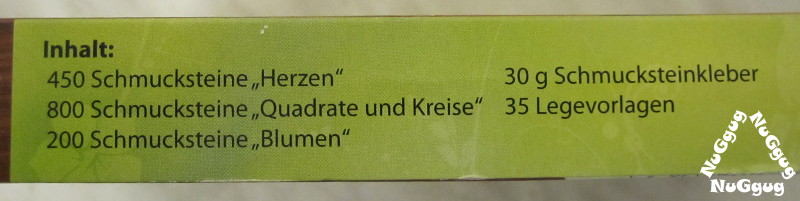 Inhalt:
450 Schmucksteine „Herzen“
800 Schmucksteine „Quadrate und Kreise“
200 Schmucksteine „Blumen“
30 g Schmucksteinkleber
35 Legevorlagen
NuGgug
NuGgug
NuGgug